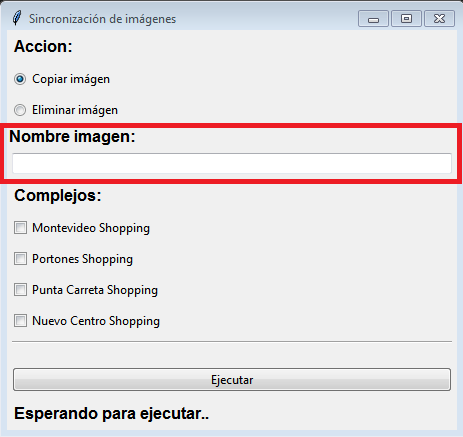 Sincronización de imágenes
Accion:
Copiar imágen
Eliminar imágen
Nombre imagen:
Complejos:
Montevideo Shopping
Portones Shopping
Punta Carreta Shopping
Nuevo Centro Shopping
Ejecutar
Esperando para ejecutar..